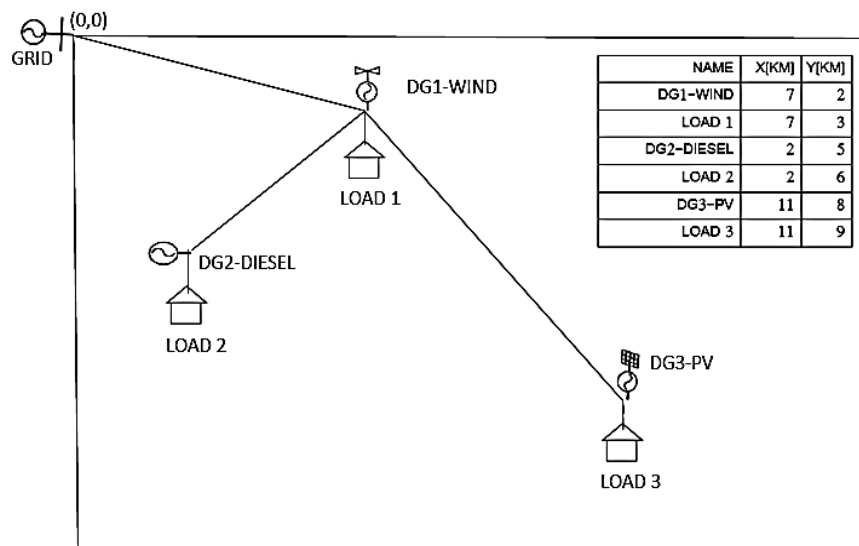 (0,0)
GRID
DG1-WIND
LOAD 1
DG2-DIESEL
LOAD 2
DG3-PV
LOAD 3
NAME X[KM] Y[KM]
DG1-WIND 7 2
LOAD 1 7 3
DG2-DIESEL 2 5
LOAD 2 2 6
DG3-PV 11 8
LOAD 3 11 9